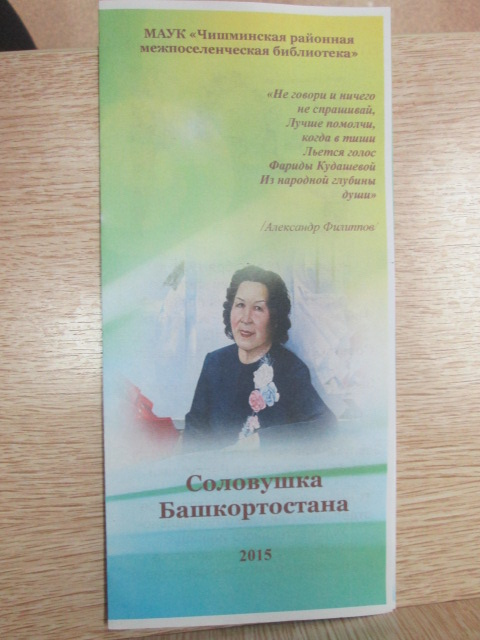 МАУК «Чишминская районная
межпоселенческая библиотека»
«Не говори и ничего
не спрашивай,
Лучше помолчи,
когда в тиши
Льется голос
Фариды Кудашевой
Из народной глубины
души»
/Александр Филиппов/
Соловушка
Башкортостана
2015